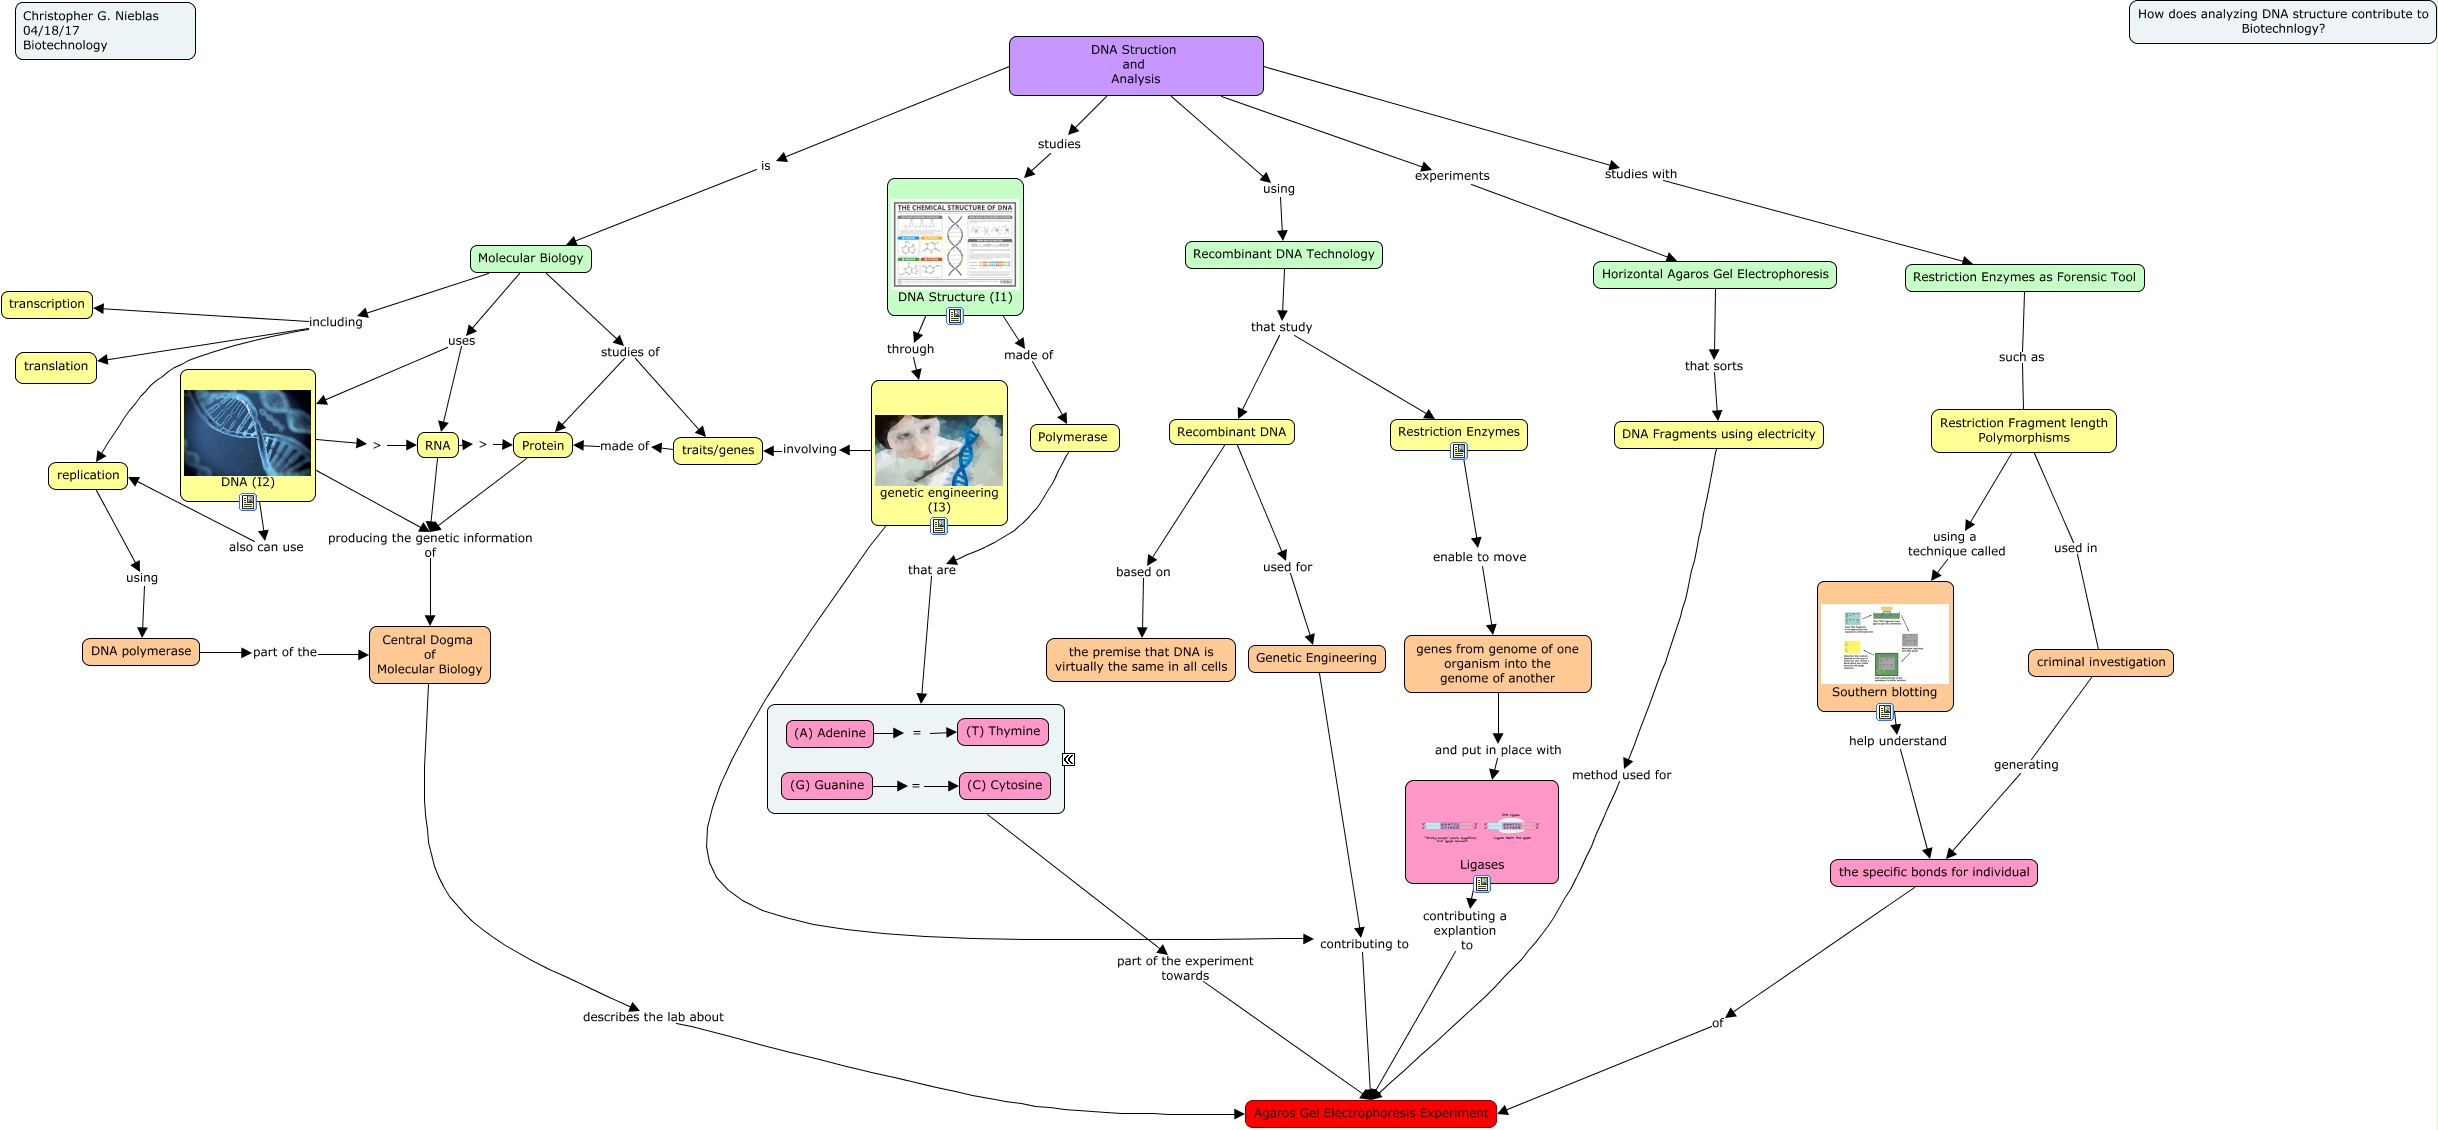 Christopher G. Nieblas
04/18/17
Biotechnology
How does analyzing DNA structure contribute to
Biotechnlogy?
DNA Struction
and
Analysis
is
studies
using
experiments
studies with
Molecular Biology
THE CHEMICAL STRUCTURE OF DNA
DNA Structure (I1)
Recombinant DNA Technology
Horizontal Agaros Gel Electrophoresis
Restriction Enzymes as Forensic Tool
transcription
including
translation
uses
studies of
through
made of
that study
that sorts
such as
replication
DNA (I2)
>
RNA
>
Protein
made of
traits/genes
involving
genetic engineering
(I3)
Polymerase
Recombinant DNA
Restriction Enzymes
DNA Fragments using electricity
Restriction Fragment length
Polymorphisms
also can use
producing the genetic information
of
using
that are
based on
used for
enable to move
using a
technique called
used in
DNA polymerase
part of the
Central Dogma
of
Molecular Biology
the premise that DNA is
virtually the same in all cells
Genetic Engineering
genes from genome of one
organism into the
genome of another
Southern blotting
criminal investigation
(A) Adenine
=
(T) Thymine
(G) Guanine
=
(C) Cytosine
and put in place with
method used for
help understand
generating
Ligases
the specific bonds for individual
contributing to
contributing a
explantion
to
part of the experiment
towards
describes the lab about
of
Agaros Gel Electrophoresis Experiment